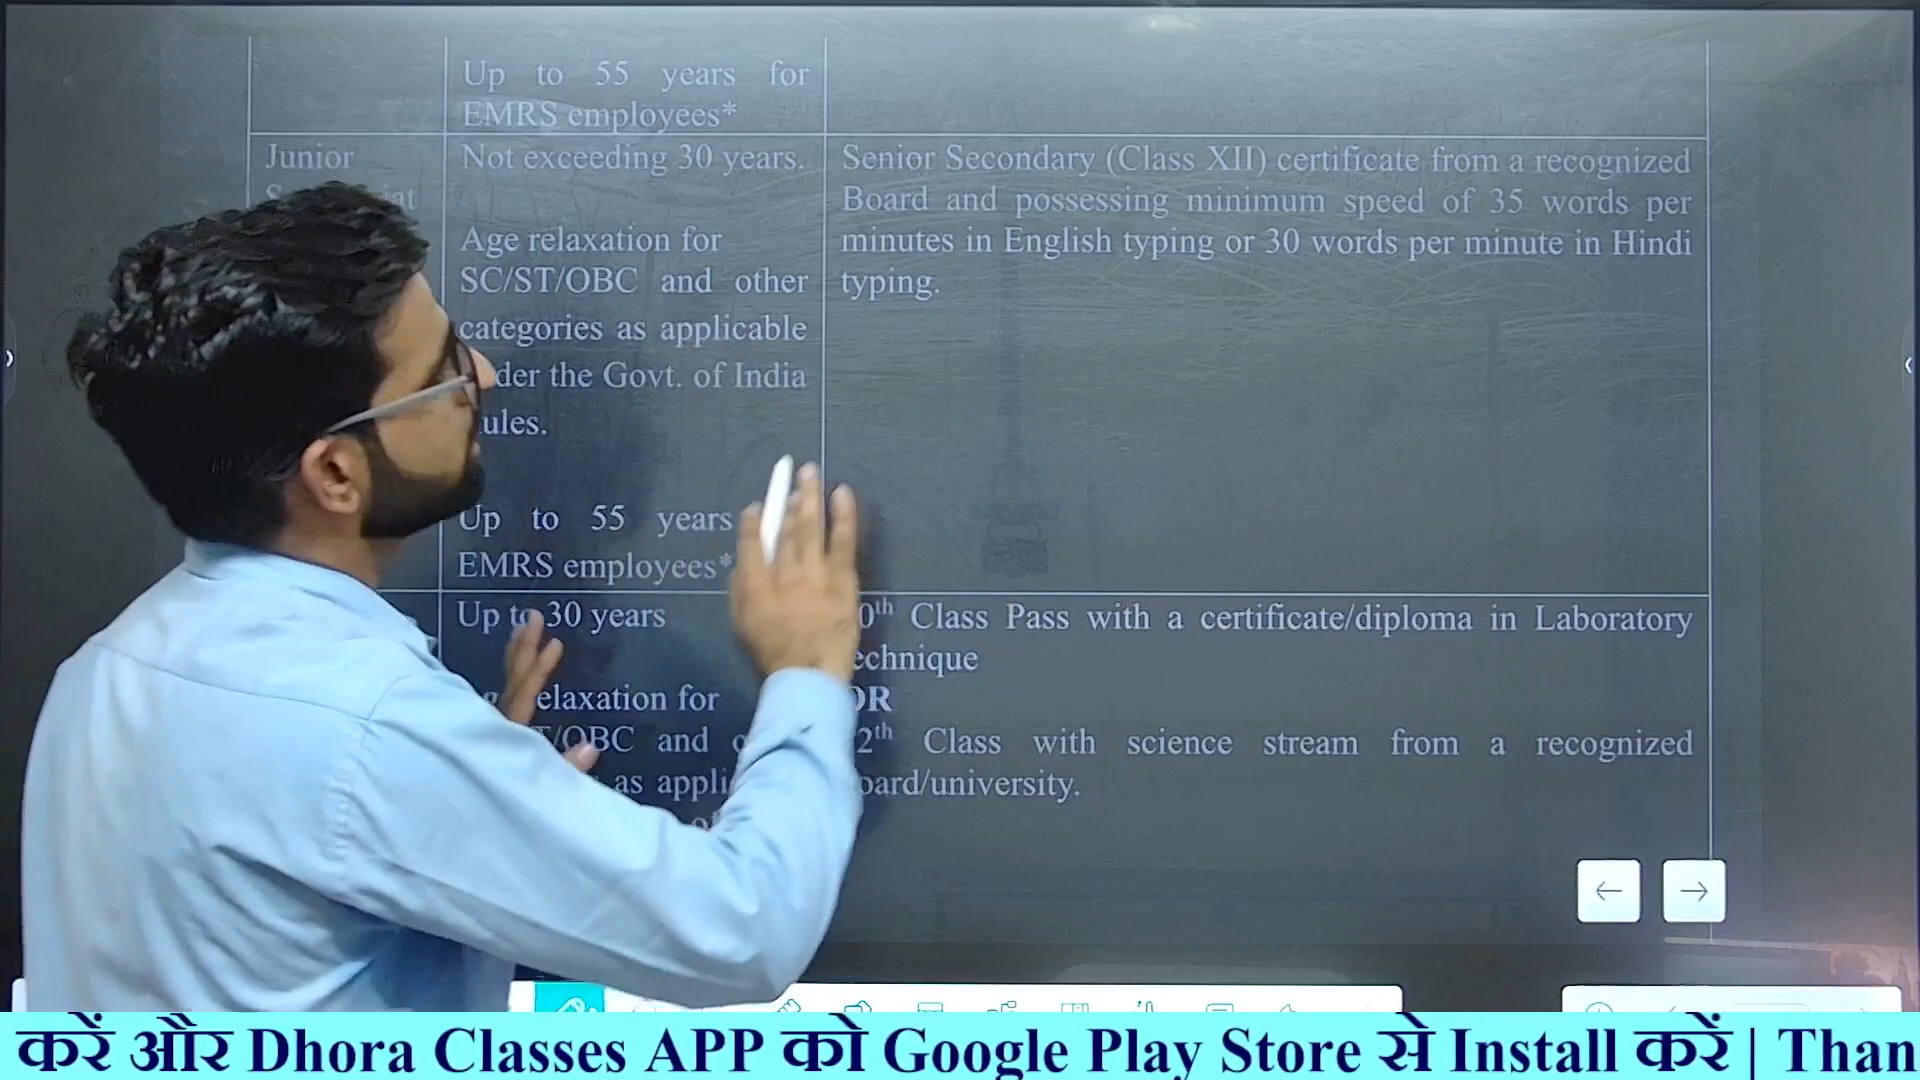 Up to 55 years for
EMRS employees*
Junior
Not exceeding 30 years.
Age relaxation for
SC/ST/OBC and other
categories as applicable
der the Govt. of India
ules.
Up to 55 years
EMRS employees*
Senior Secondary (Class XII) certificate from a recognized
Board and possessing minimum speed of 35 words per
minutes in English typing or 30 words per minute in Hindi
typing.
Up to 30 years
elaxation for
/OBC and
as appli
0th Class Pass with a certificate/diploma in Laboratory
echnique
OR
2th Class with science stream from a recognized
oard/university.
करें और Dhora Classes APP को Google Play Store से Install करें | Than